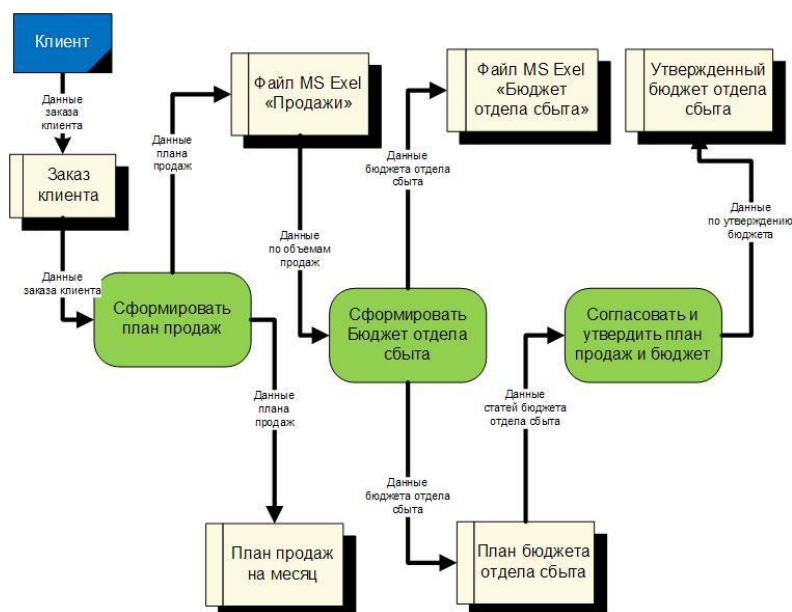 Клиент
Данные
заказа
клиента
Заказ
клиента
Данные
заказа клиента
Сформировать
план продаж
Данные
плана
продаж
Файл MS Exel
«Продажи»
Данные
плана
продаж
План продаж
на месяц
Данные
по объемам
продаж
Сформировать
Бюджет отдела
сбыта
Данные
бюджета отдела
сбыта
Файл MS Exel
«Бюджет
отдела сбыта»
Данные
бюджета отдела
сбыта
План бюджета
отдела сбыта
Данные
статей бюджета
отдела сбыта
Согласовать и
утвердить план
продаж и бюджет
Данные
по утверждению
бюджета
Утвержденный
бюджет отдела
сбыта